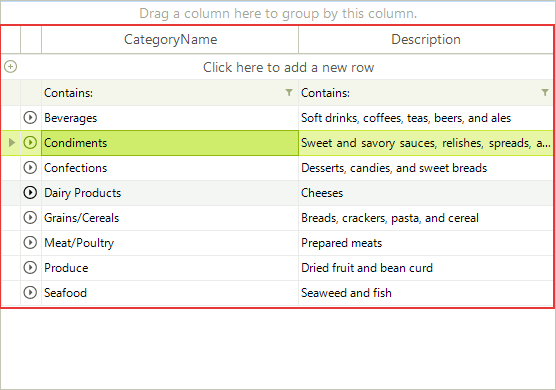 Drag a column here to group by this column.
CategoryName Description
Click here to add a new row
Contains: Contains:
Beverages Soft drinks, coffees, teas, beers, and ales
Condiments Sweet and savory sauces, relishes, spreads, a...
Confections Desserts, candies, and sweet breads
Dairy Products Cheeses
Grains/Cereals Breads, crackers, pasta, and cereal
Meat/Poultry Prepared meats
Produce Dried fruit and bean curd
Seafood Seaweed and fish